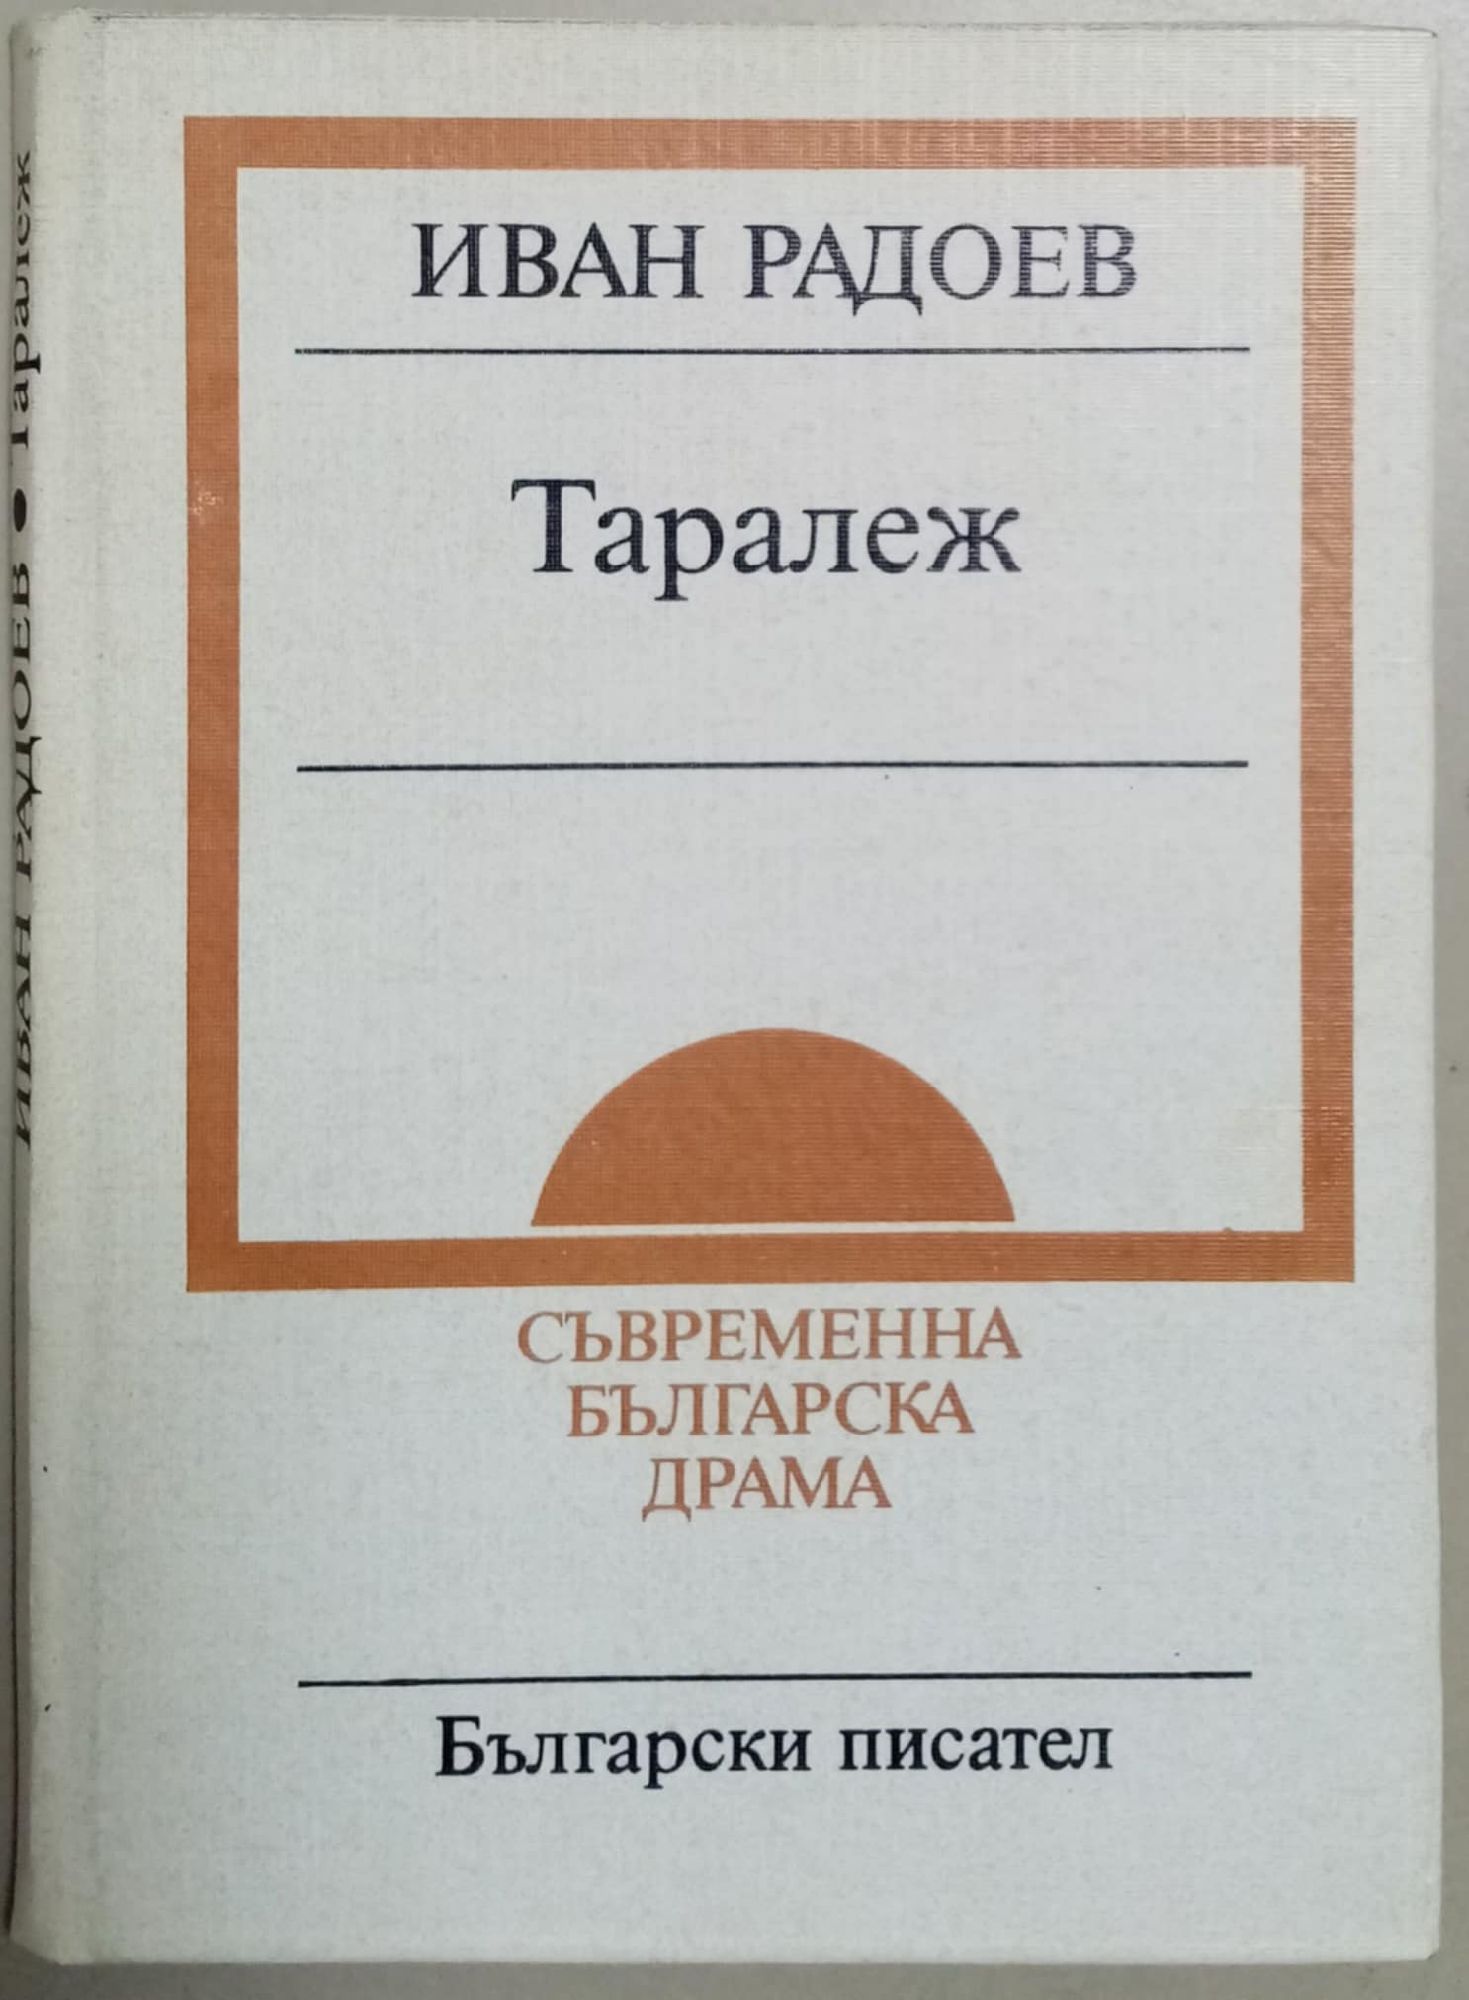 ИВАН РАДОЕВ
Таралеж
СЪВРЕМЕННА
БЪЛГАРСКА
ДРАМА
Български писател
ИВАН РАДОЕВ • Таралеж